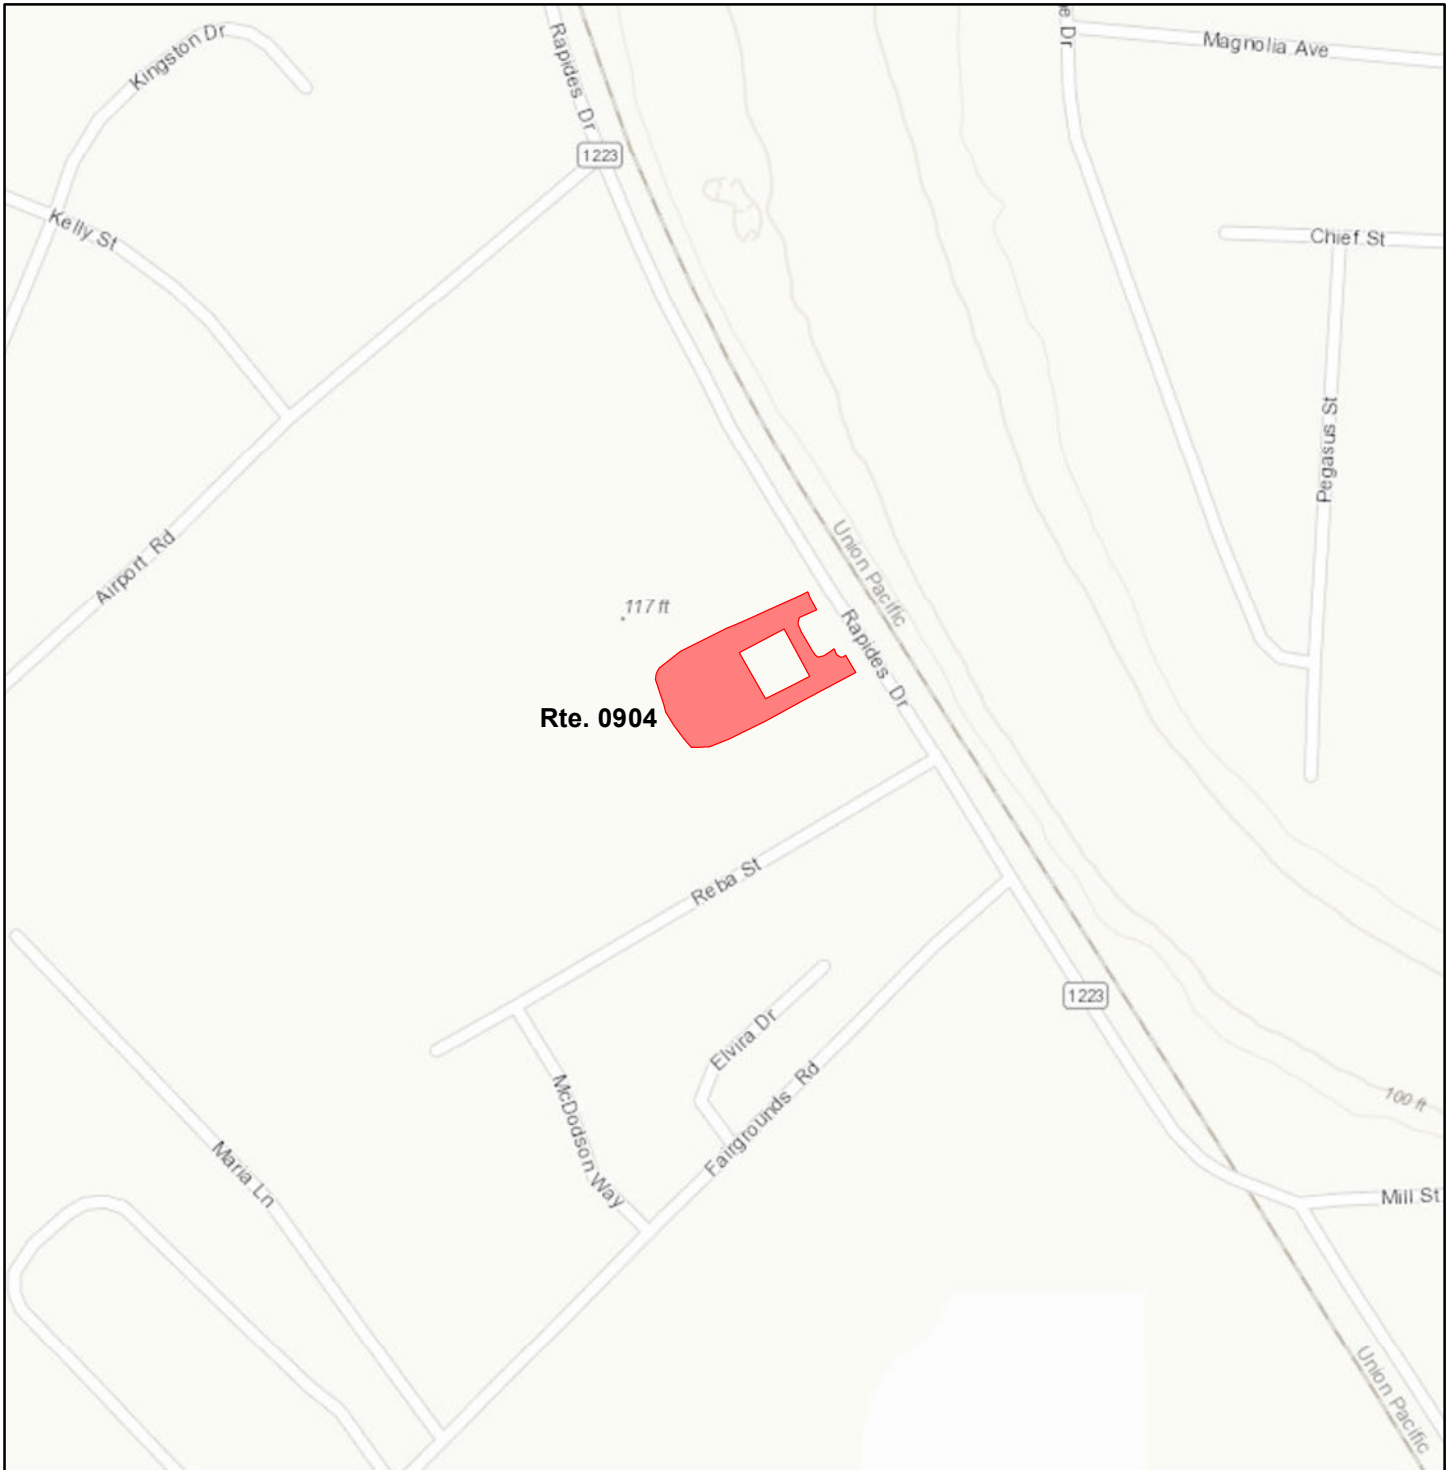 Kingston Dr
Rapides Dr
e Dr
Magnolia Ave
1223
Kelly St
Chief St
Pegasus St
Airport Rd
Union Pacific
117 ft
Rapides Dr
Rte. 0904
Reba St
1223
Elvira Dr
McDodson Way
Fairgrounds Rd
100 ft
Maria Ln
Mill St
Union Pacific